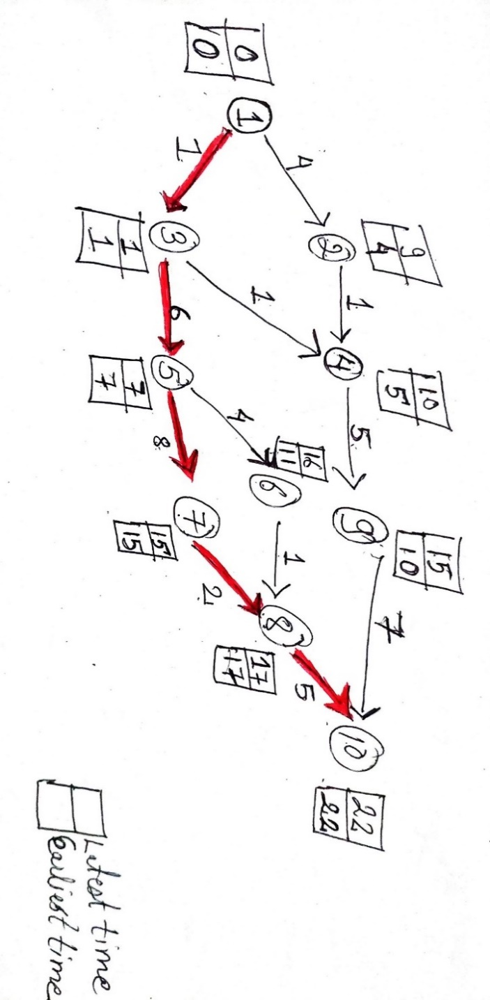 9 10 15
4 5 10
7
4 1 5 22
2 4 9 10 22
0 16
0 11
1 1 1 5
1 6 8
17
17
1 6 4 2
3 5 7
8
1 7 15
1 7 15
Latest time
Earliest time